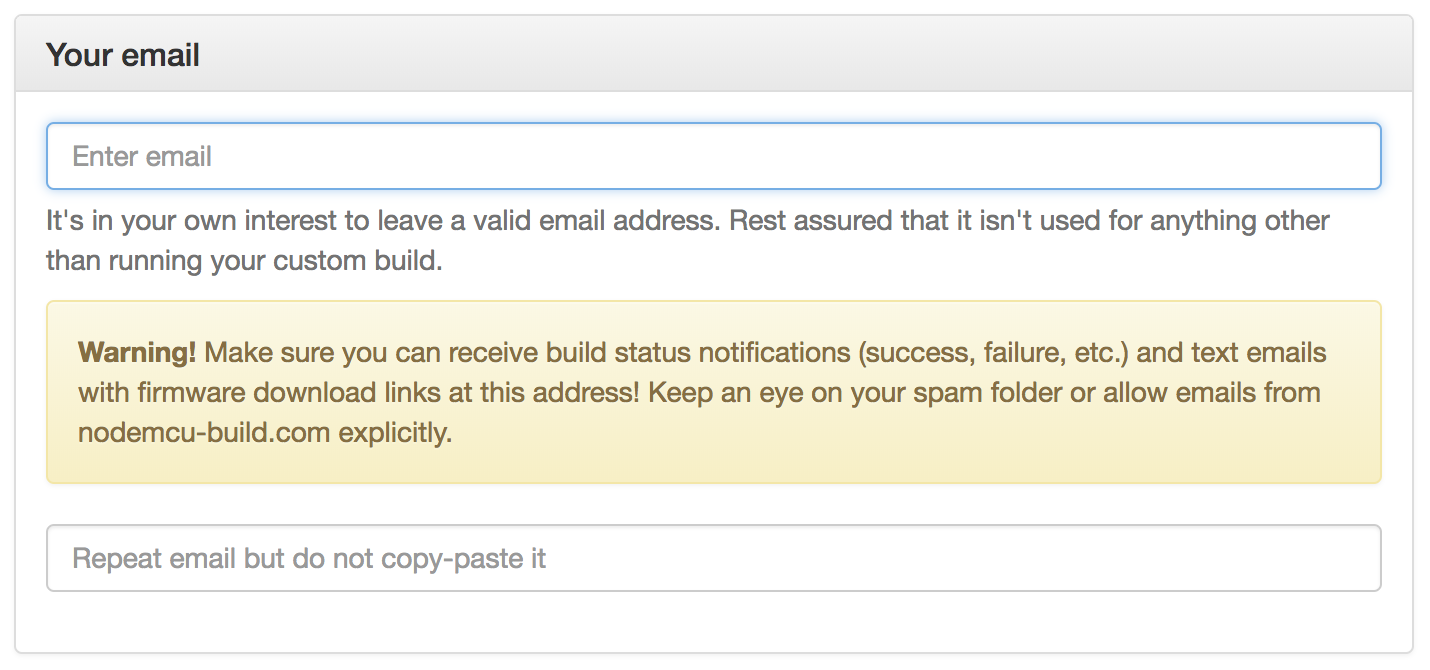 Your email
Enter email
It's in your own interest to leave a valid email address. Rest assured that it isn't used for anything other
than running your custom build.
Warning! Make sure you can receive build status notifications (success, failure, etc.) and text emails
with firmware download links at this address! Keep an eye on your spam folder or allow emails from
nodemcu-build.com explicitly.
Repeat email but do not copy-paste it